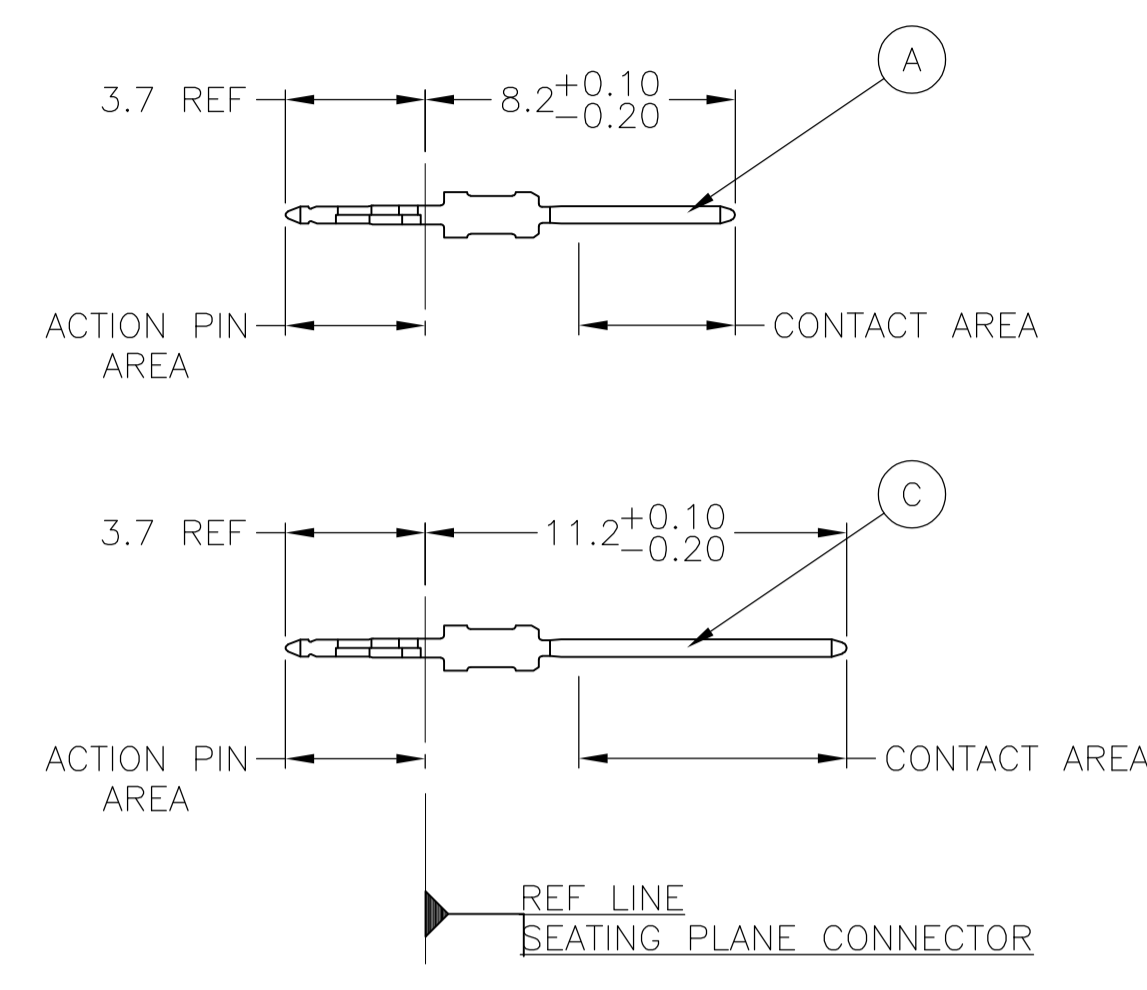 A
3.7 REF
8.2 +0.10 -0.20
ACTION PIN
AREA
CONTACT AREA
C
3.7 REF
11.2 +0.10 -0.20
ACTION PIN
AREA
CONTACT AREA
REF LINE
SEATING PLANE CONNECTOR